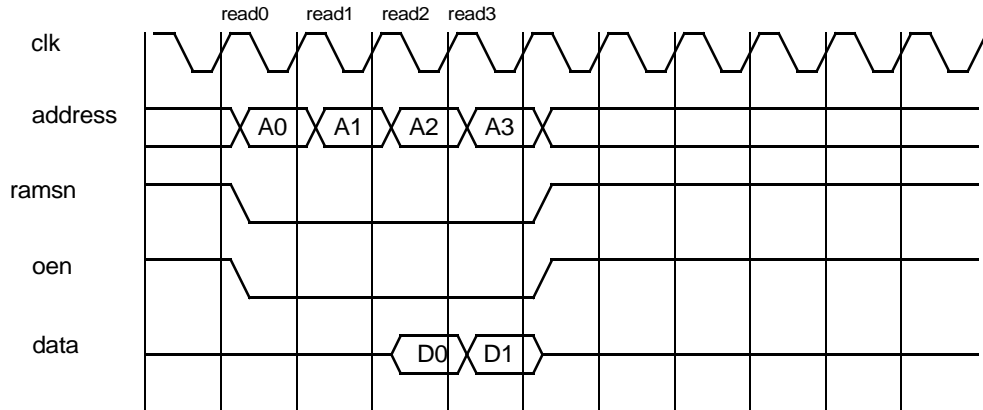 read0 read1 read2 read3
clk
address A0 A1 A2 A3
ramsn
oen
data D0 D1